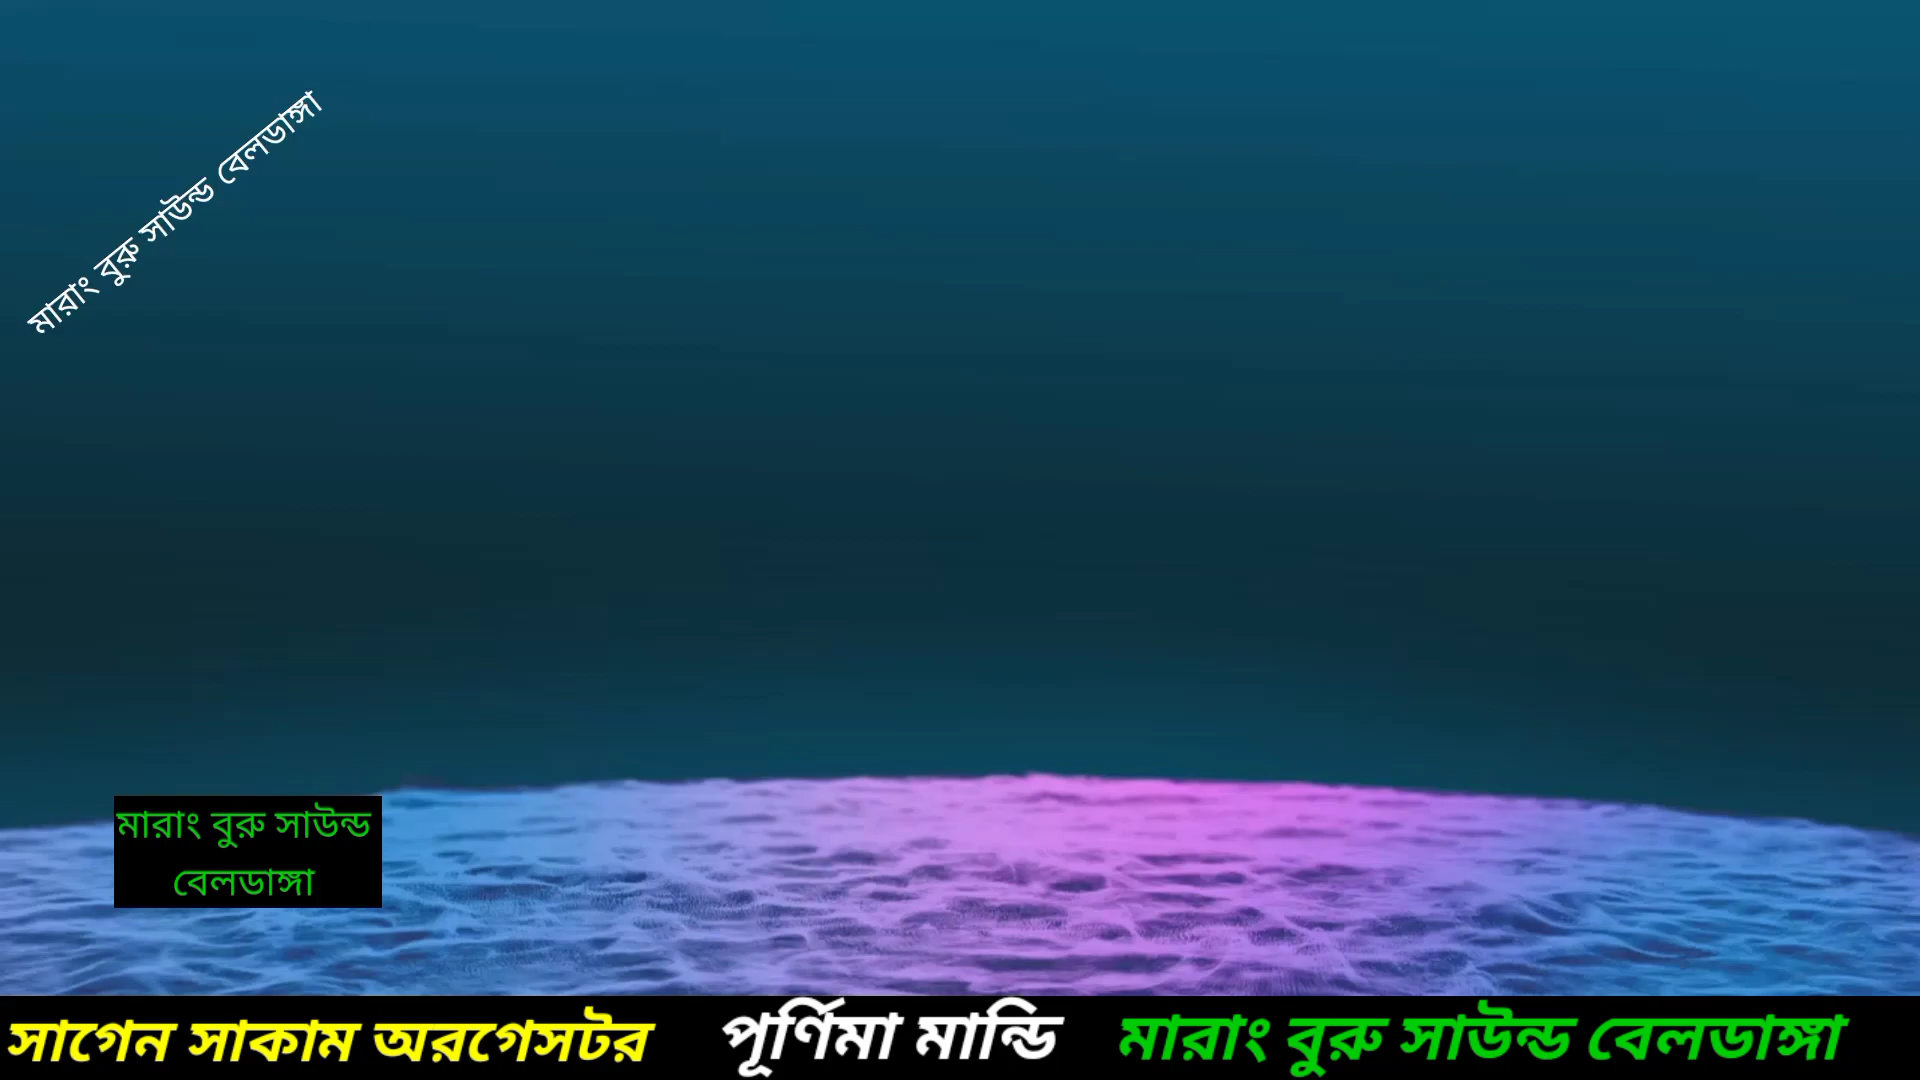 মারাং বুরু সাউন্ড বেলডাঙ্গা
মারাং বুরু সাউন্ড
বেলডাঙ্গা
সাগেন সাকাম অরগেসটর পূর্ণিমা মান্ডি মারাং বুরু সাউন্ড বেলডাঙ্গা